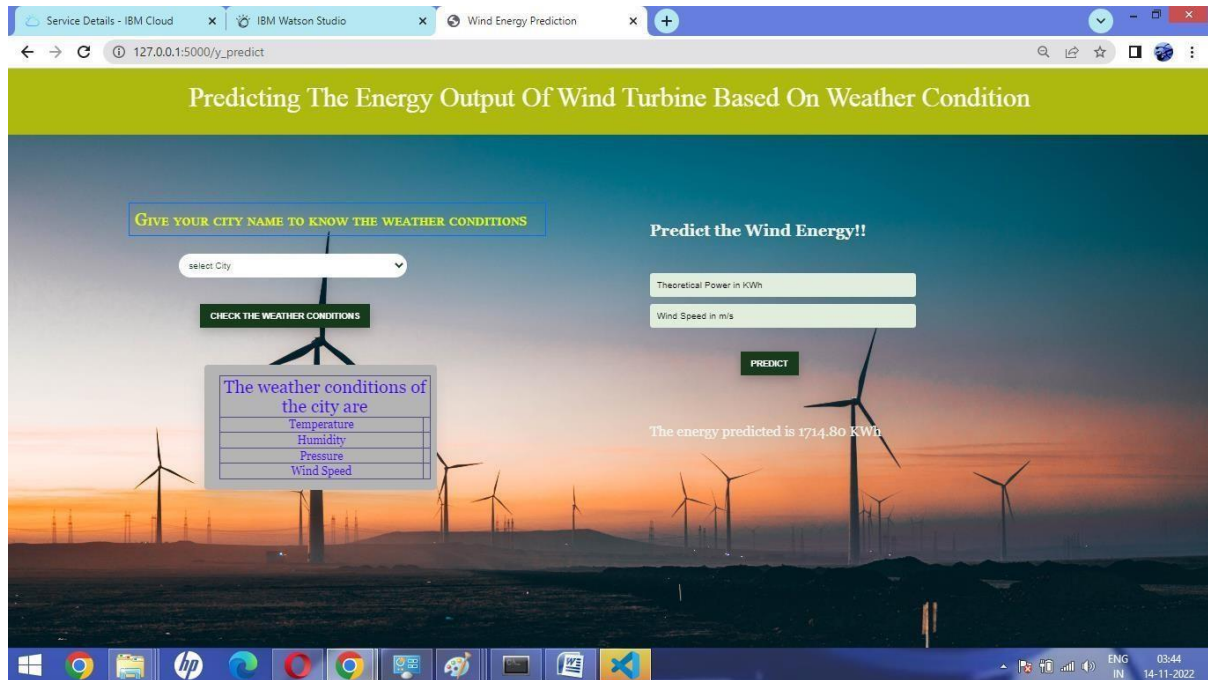 Service Details - IBM Cloud
IBM Watson Studio
Wind Energy Prediction
127.0.0.1:5000/y_predict
Predicting The Energy Output Of Wind Turbine Based On Weather Condition
Give your city name to know the weather conditions
select City
CHECK THE WEATHER CONDITIONS
The weather conditions of
the city are
Temperature
Humidity
Pressure
Wind Speed
Predict the Wind Energy!!
Theoretical Power in KWh
Wind Speed in m/s
PREDICT
The energy predicted is 1714.80 KWh
hp
ENG
IN
03:44
14-11-2022